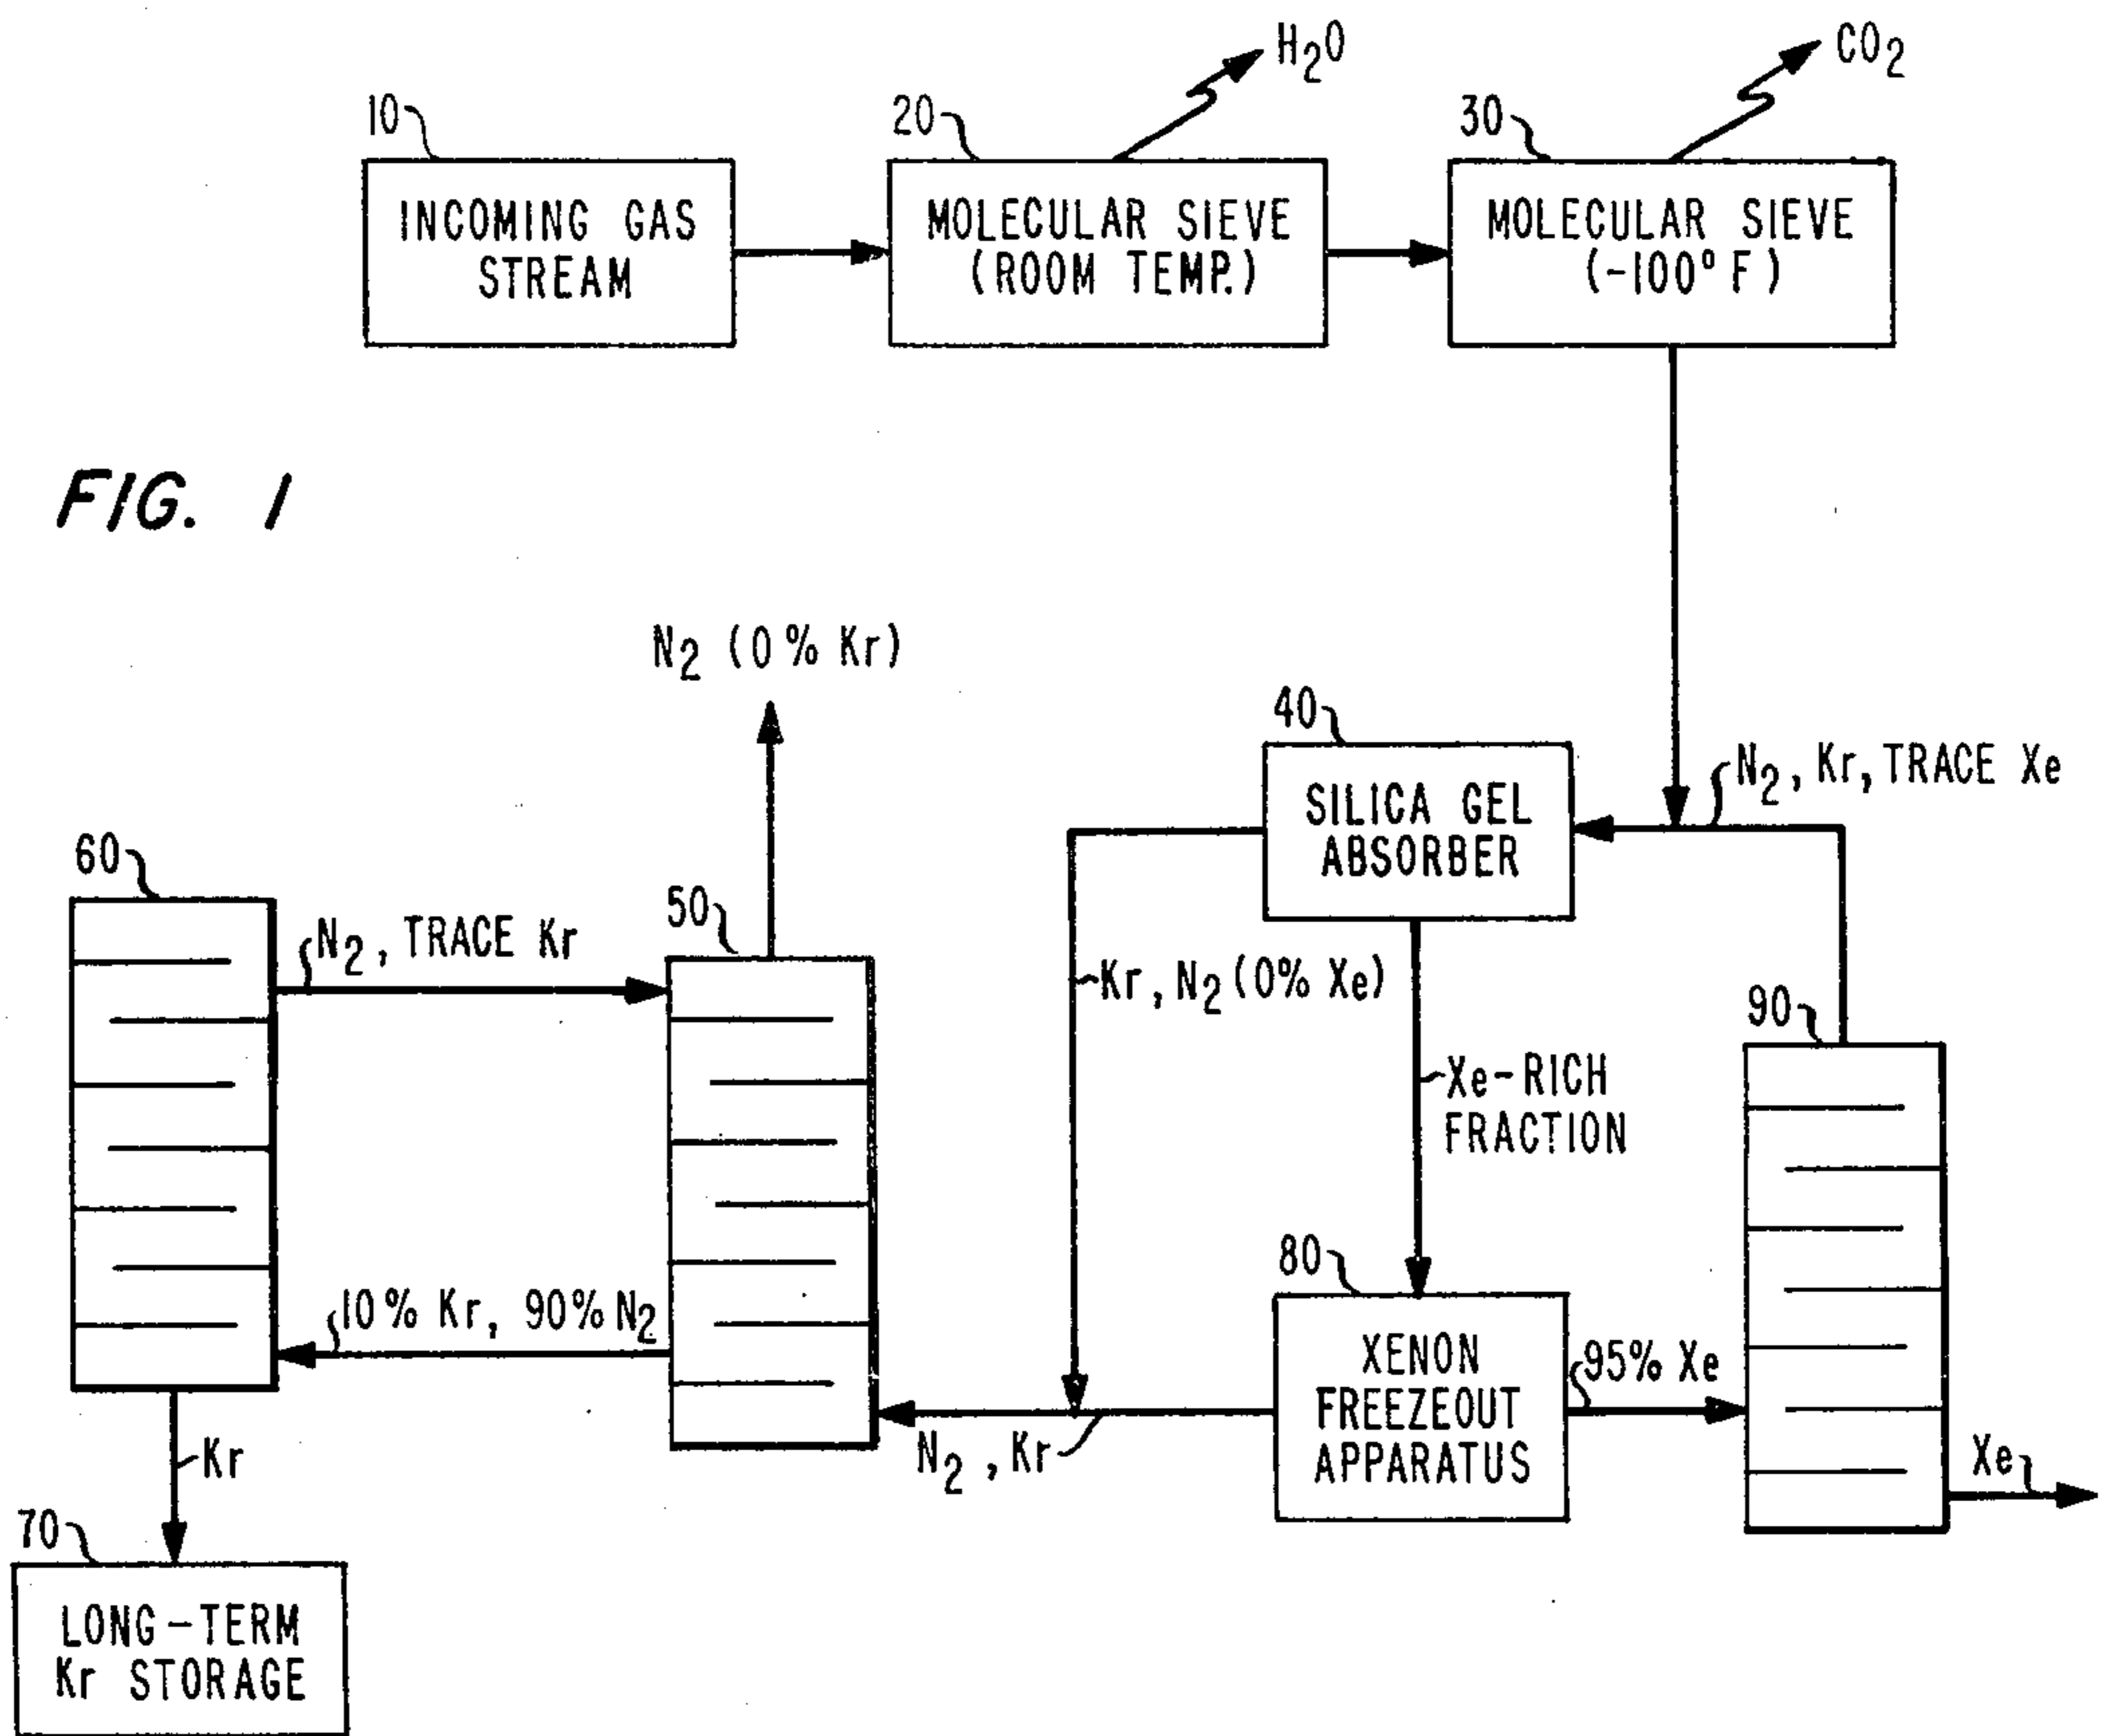 H2O
CO2
10
20
30
INCOMING GAS
STREAM
MOLECULAR SIEVE
(ROOM TEMP.)
MOLECULAR SIEVE
(-100° F)
FIG. 1
N2 (0% Kr)
40
SILICA GEL
ABSORBER
N2, Kr, TRACE Xe
60
N2, TRACE Kr
50
Kr, N2 (0% Xe)
90
Xe-RICH
FRACTION
80
10% Kr, 90% N2
XENON
FREEZEOUT
APPARATUS
95% Xe
N2, Kr
Xe
Kr
70
LONG-TERM
Kr STORAGE